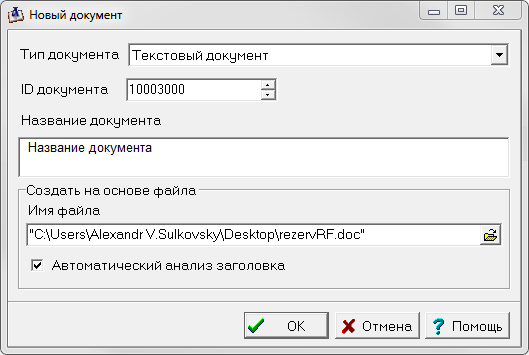 Новый документ
Тип документа Текстовый документ
ID документа 10003000
Название документа
Название документа
Создать на основе файла
Имя файла
"C:\Users\Alexandr V.Sulkovsky\Desktop\rezervRF.doc"
Автоматический анализ заголовка
OK Отмена Помощь